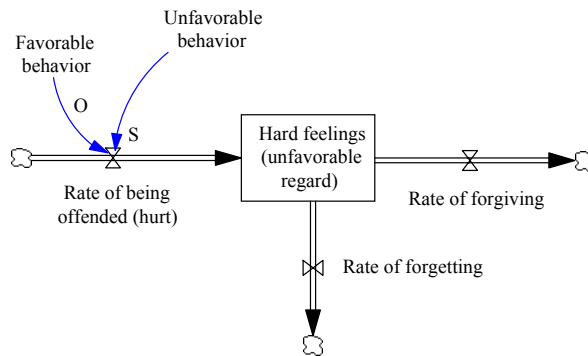 Unfavorable
behavior
Favorable
behavior
O
S
Hard feelings
(unfavorable
regard)
Rate of being
offended (hurt)
Rate of forgiving
Rate of forgetting